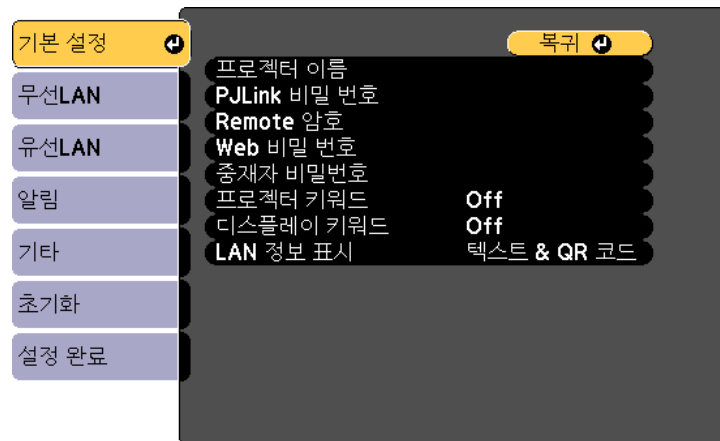 기본 설정
무선LAN
유선LAN
알림
기타
초기화
설정 완료
복귀
프로젝터 이름
PJLink 비밀 번호
Remote 암호
Web 비밀 번호
중재자 비밀번호
프로젝터 키워드 Off
디스플레이 키워드 Off
LAN 정보 표시 텍스트 & QR 코드